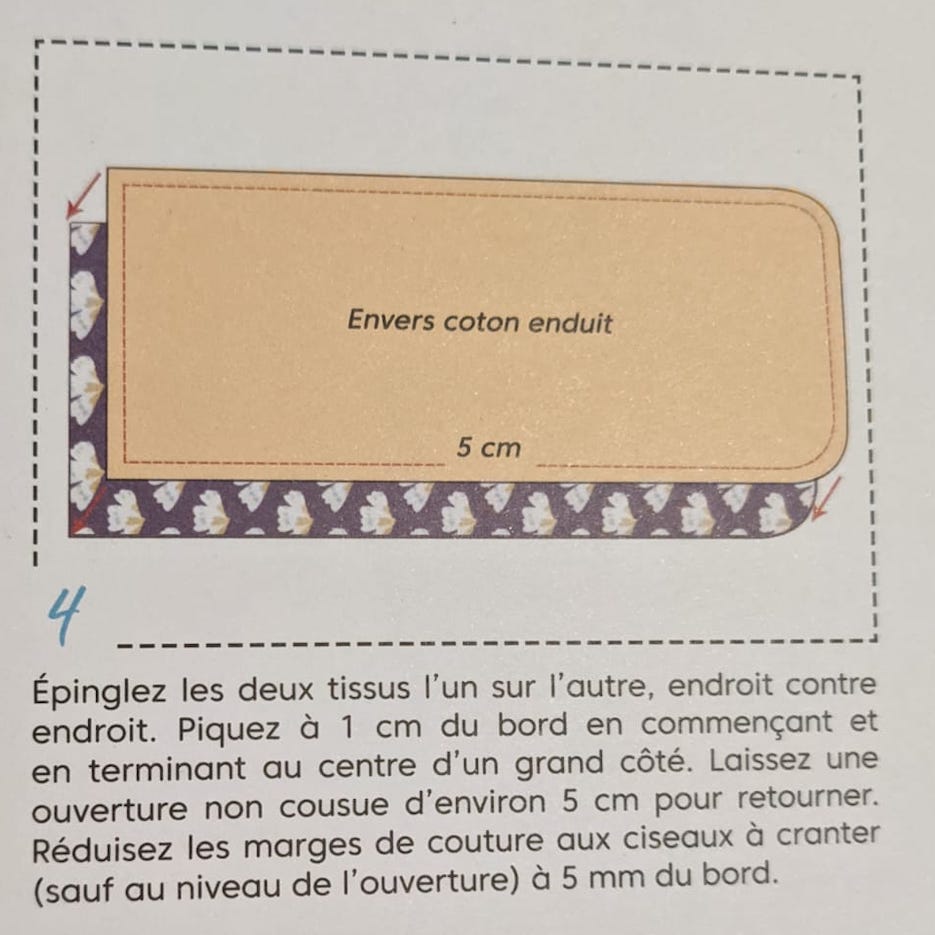 Envers coton enduit
5 cm
4
Épinglez les deux tissus l'un sur l'autre, endroit contre
endroit. Piquez à 1 cm du bord en commençant et
en terminant au centre d'un grand côté. Laissez une
ouverture non cousue d'environ 5 cm pour retourner.
Réduisez les marges de couture aux ciseaux à cranter
(sauf au niveau de l'ouverture) à 5 mm du bord.